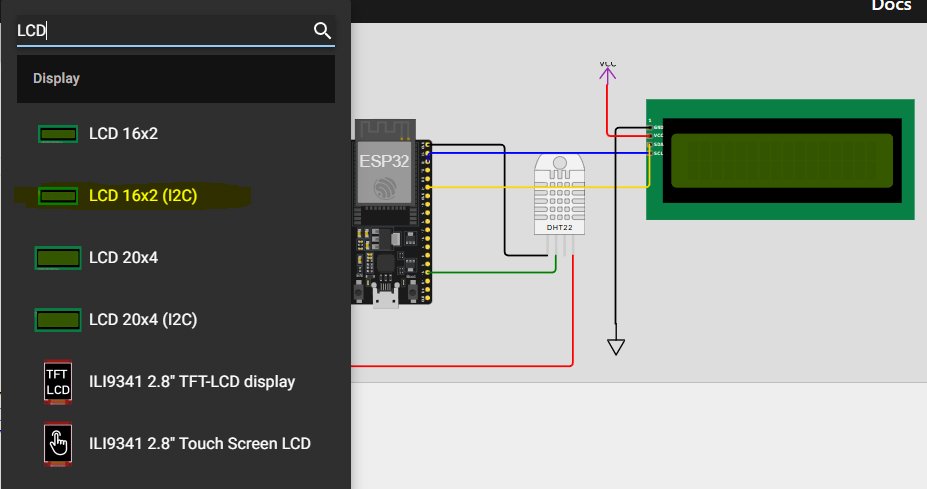 Docs
LCD
Display
LCD 16x2
LCD 16x2 (I2C)
LCD 20x4
LCD 20x4 (I2C)
TFT
LCD
ILI9341 2.8" TFT-LCD display
ILI9341 2.8" Touch Screen LCD
ESP32
DHT22
VCC
1
GND
VCC
SDA
SCL